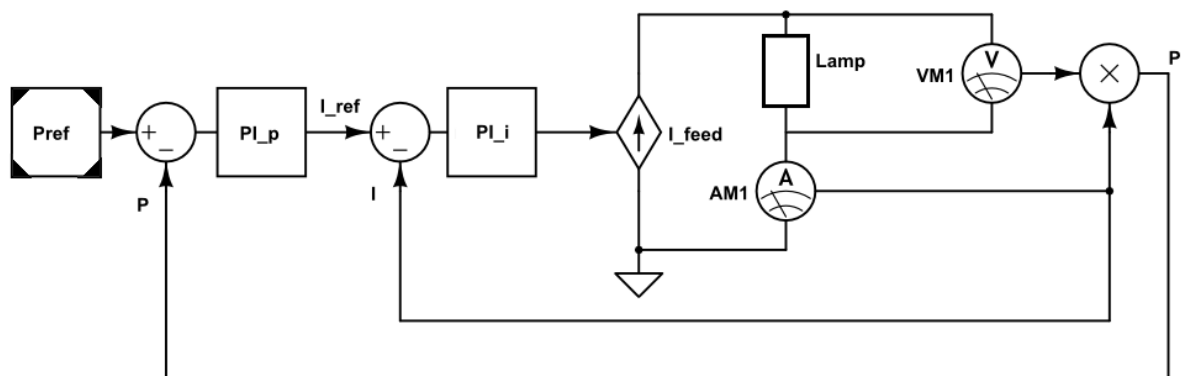 V
VM1
P
Lamp
Pref
+
−
PI_p
I_ref
+
−
PI_i
I_feed
P
I
AM1
A